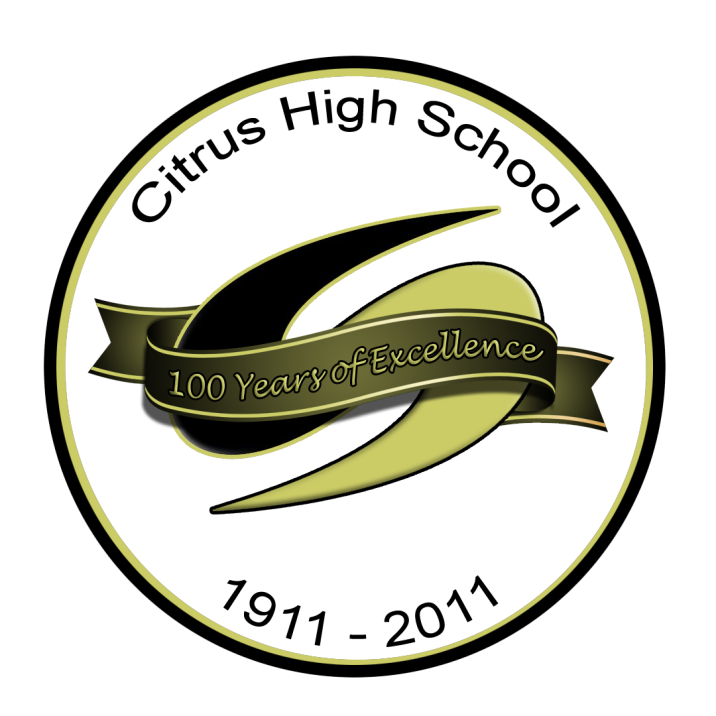 Citrus High School
100 Years of Excellence
1911 - 2011